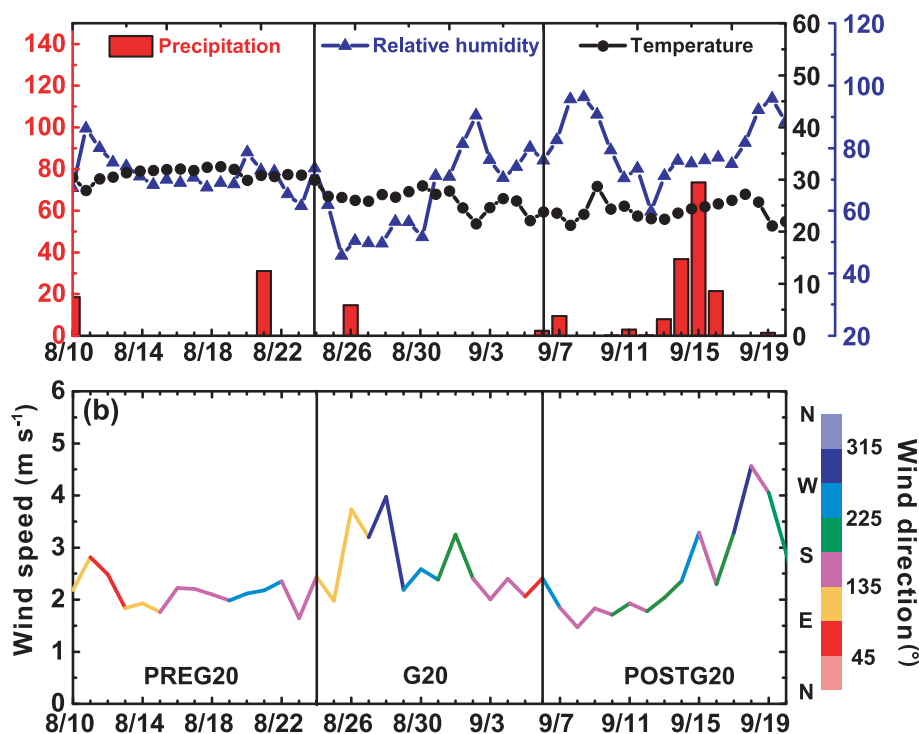 Precipitation Relative humidity Temperature
140 60 120
120 50
100 40 100
80 80
60 30
40 20 60
20 10 40
0 0 20
8/10 8/14 8/18 8/22 8/26 8/30 9/3 9/7 9/11 9/15 9/19
(b)
Wind speed (m s⁻¹)
6
5
4
3
2
1
0
PREG20 G20 POSTG20
8/10 8/14 8/18 8/22 8/26 8/30 9/3 9/7 9/11 9/15 9/19
N
W
S
E
N
315
225
135
45
Wind direction(°)